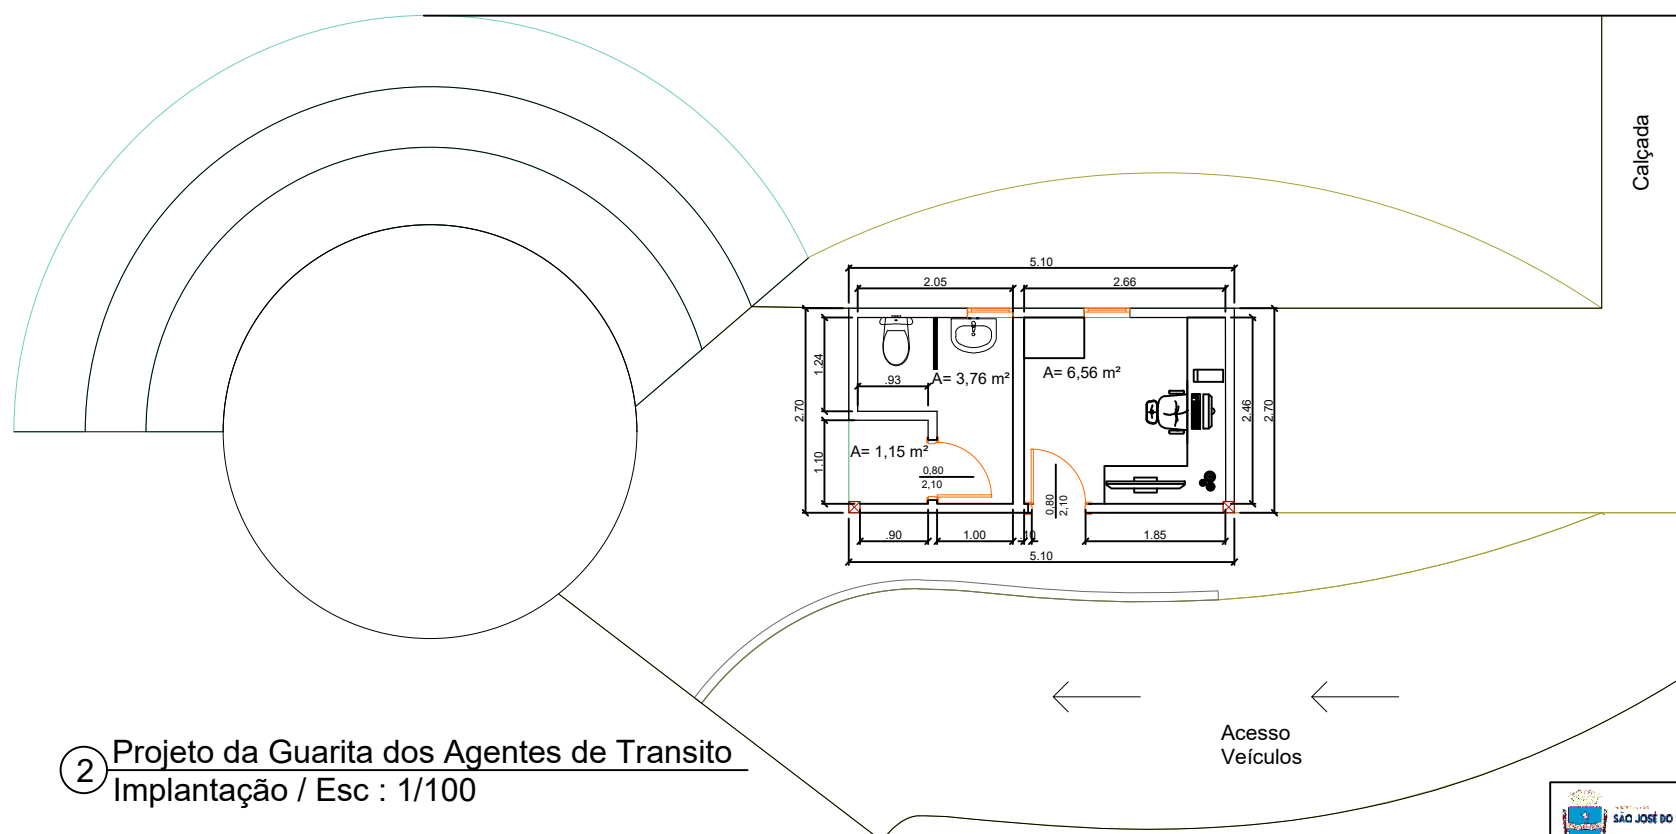 Calçada
5.10
2.05
2.66
1.24
.93
A= 3,76 m²
A= 6,56 m²
2.70
2.46
2.70
1.10
A= 1,15 m²
0,80
2,10
0,80
2,10
.90
1.00
.10
1.85
5.10
Acesso
Veículos
2
Projeto da Guarita dos Agentes de Transito
Implantação / Esc : 1/100
SÃO JOSÉ DO